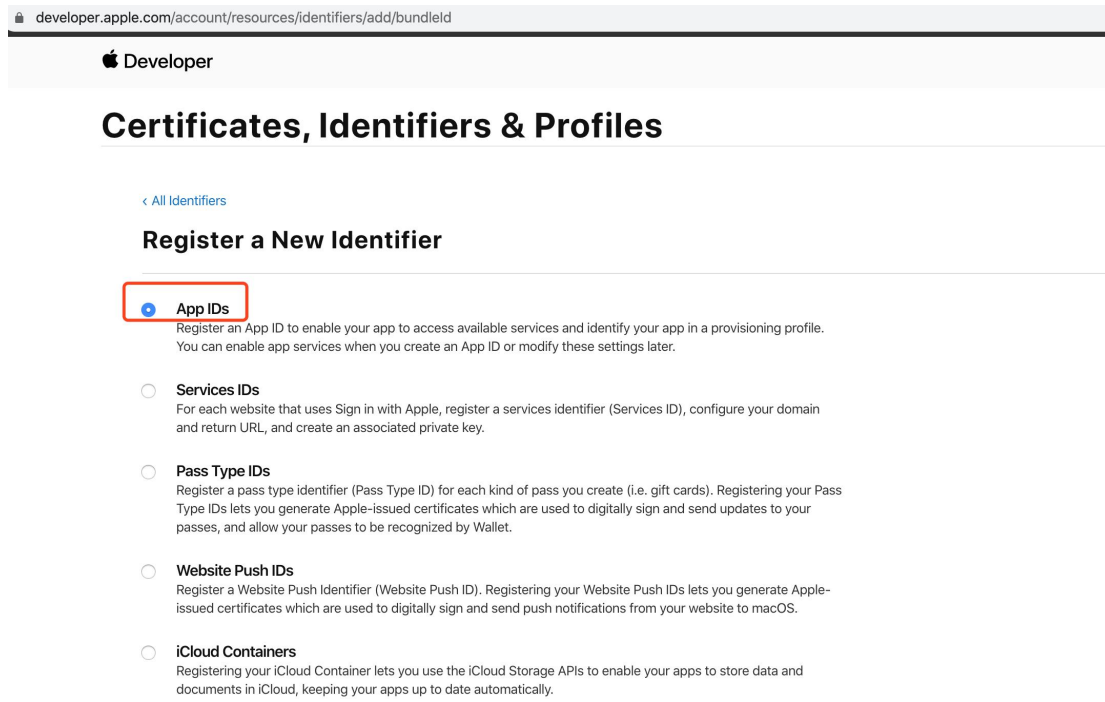 developer.apple.com/account/resources/identifiers/add/bundleId
Developer
Certificates, Identifiers & Profiles
‹ All Identifiers
Register a New Identifier
App IDs
Register an App ID to enable your app to access available services and identify your app in a provisioning profile.
You can enable app services when you create an App ID or modify these settings later.
Services IDs
For each website that uses Sign in with Apple, register a services identifier (Services ID), configure your domain
and return URL, and create an associated private key.
Pass Type IDs
Register a pass type identifier (Pass Type ID) for each kind of pass you create (i.e. gift cards). Registering your Pass
Type IDs lets you generate Apple-issued certificates which are used to digitally sign and send updates to your
passes, and allow your passes to be recognized by Wallet.
Website Push IDs
Register a Website Push Identifier (Website Push ID). Registering your Website Push IDs lets you generate Apple-
issued certificates which are used to digitally sign and send push notifications from your website to macOS.
iCloud Containers
Registering your iCloud Container lets you use the iCloud Storage APIs to enable your apps to store data and
documents in iCloud, keeping your apps up to date automatically.